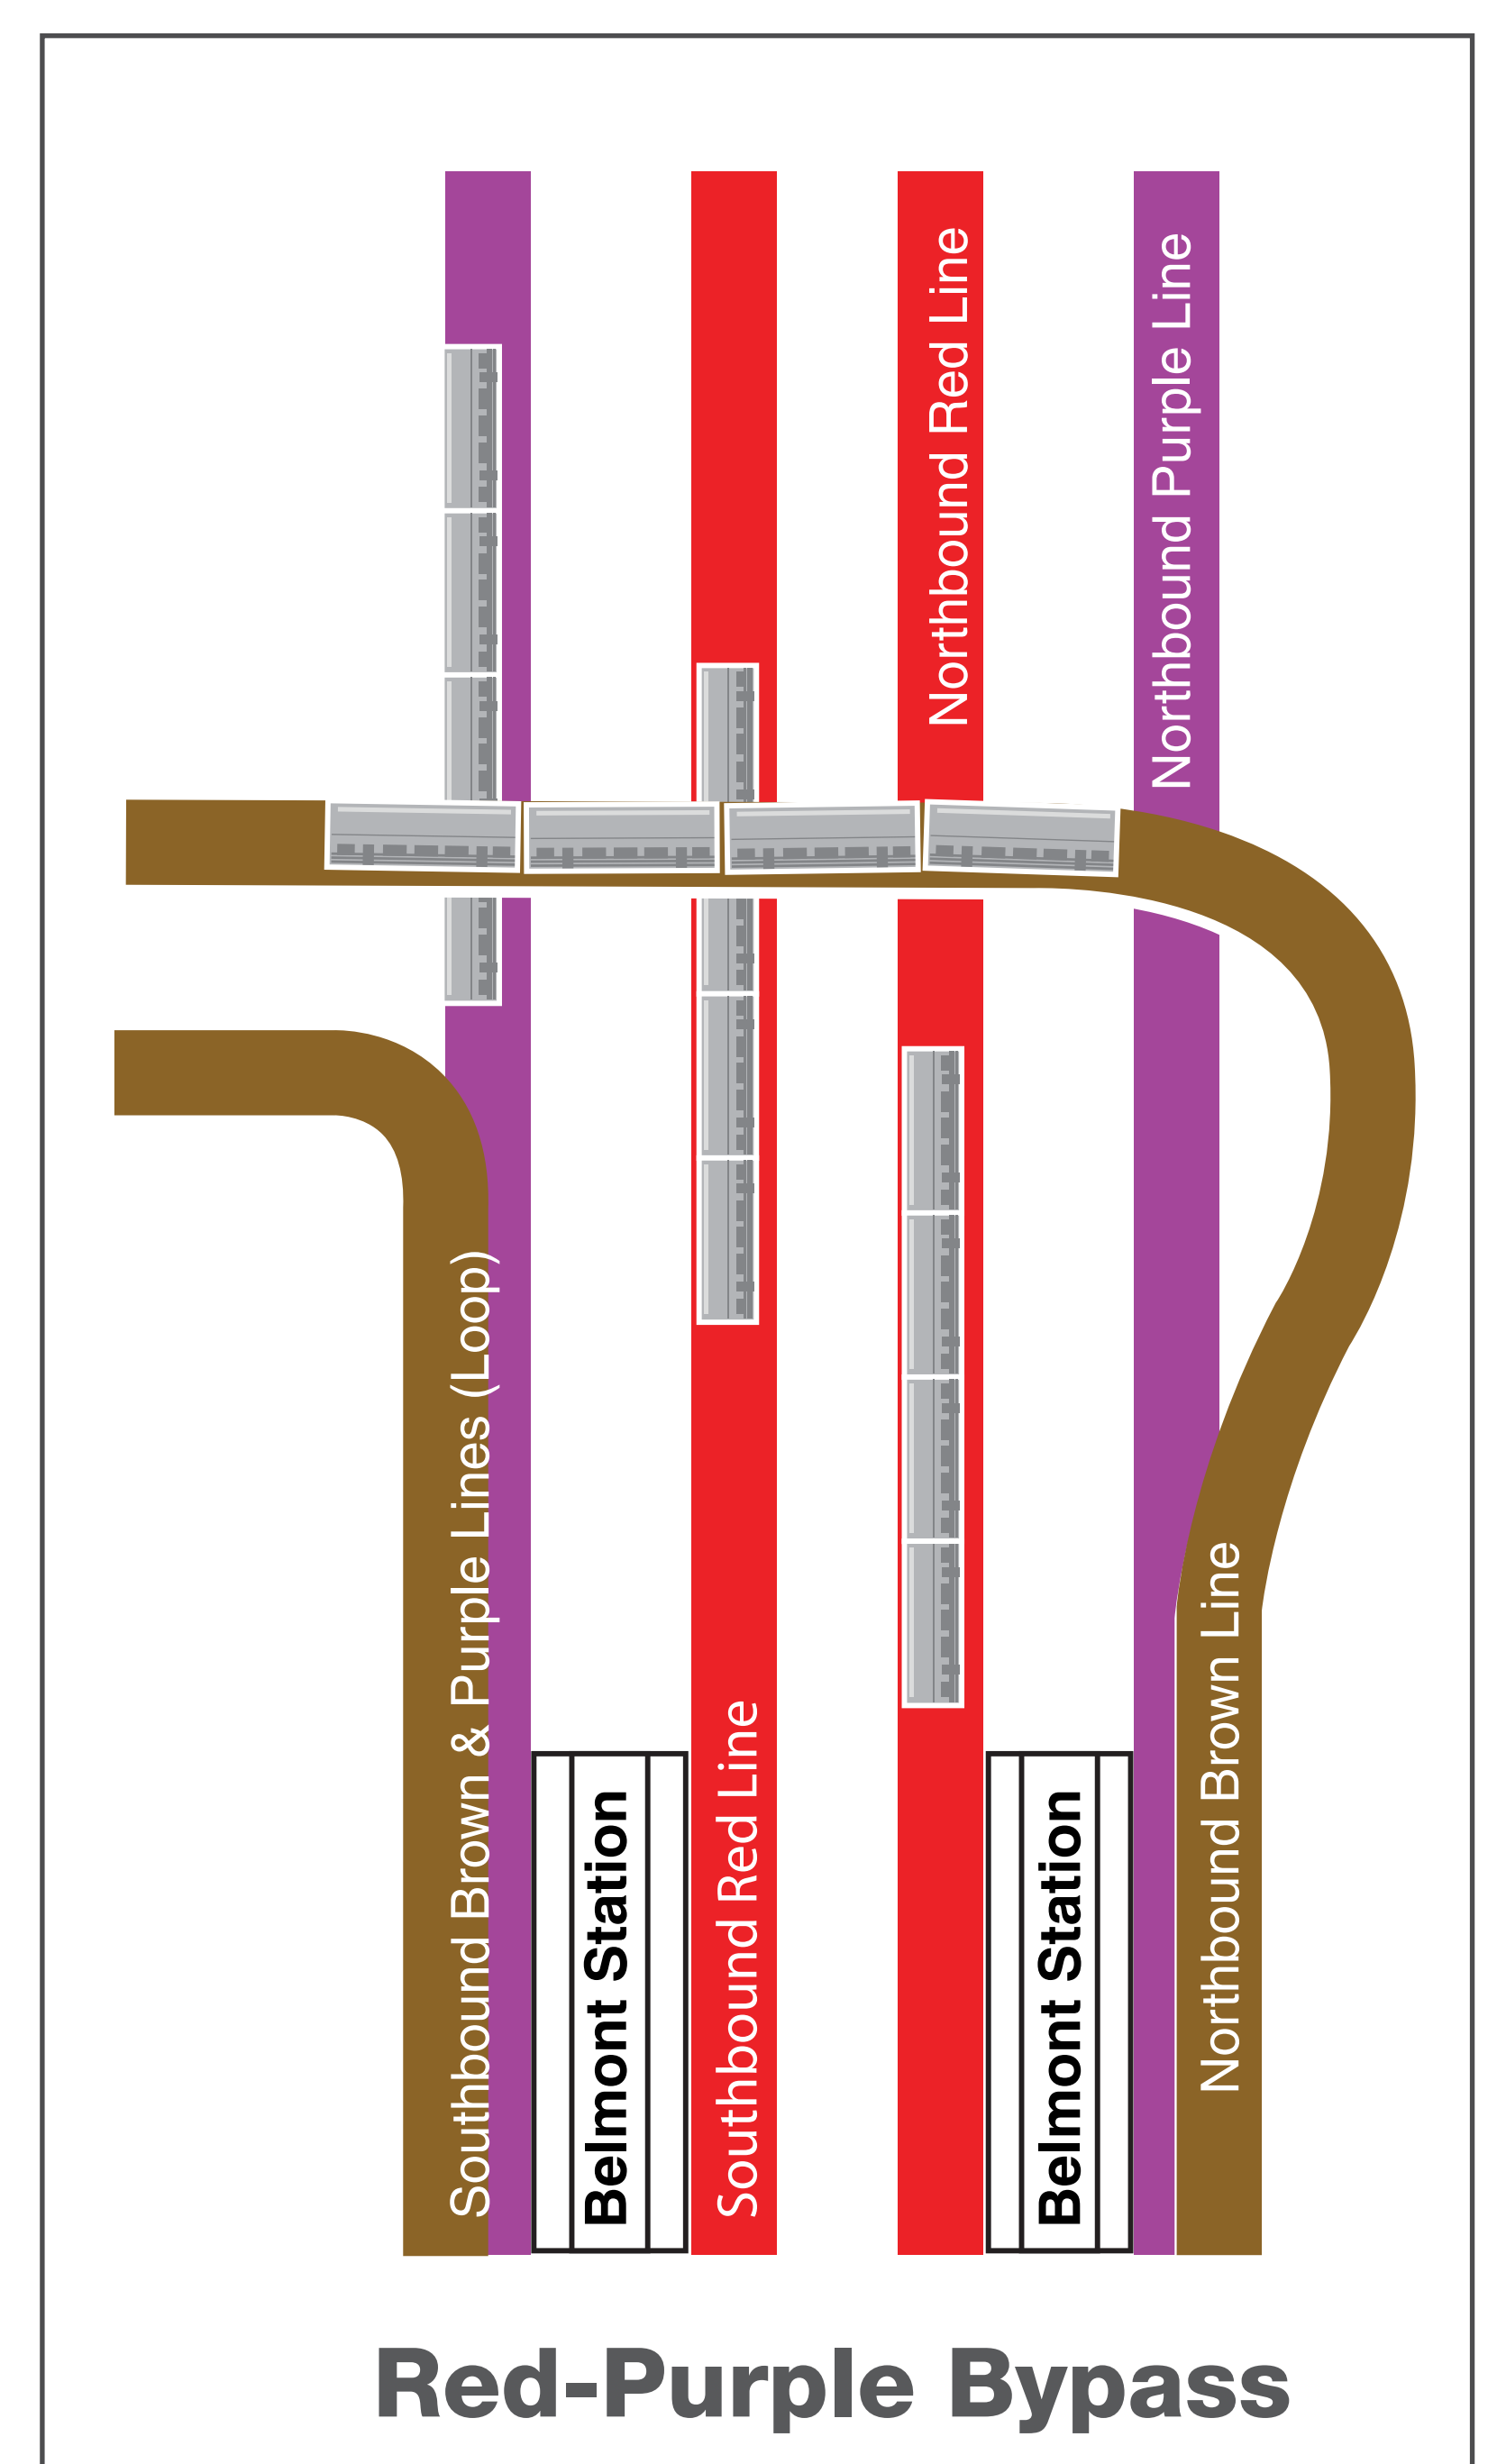 Northbound Red Line
Northbound Purple Line
Southbound Brown & Purple Lines (Loop)
Belmont Station
Southbound Red Line
Belmont Station
Northbound Brown Line
Red-Purple Bypass